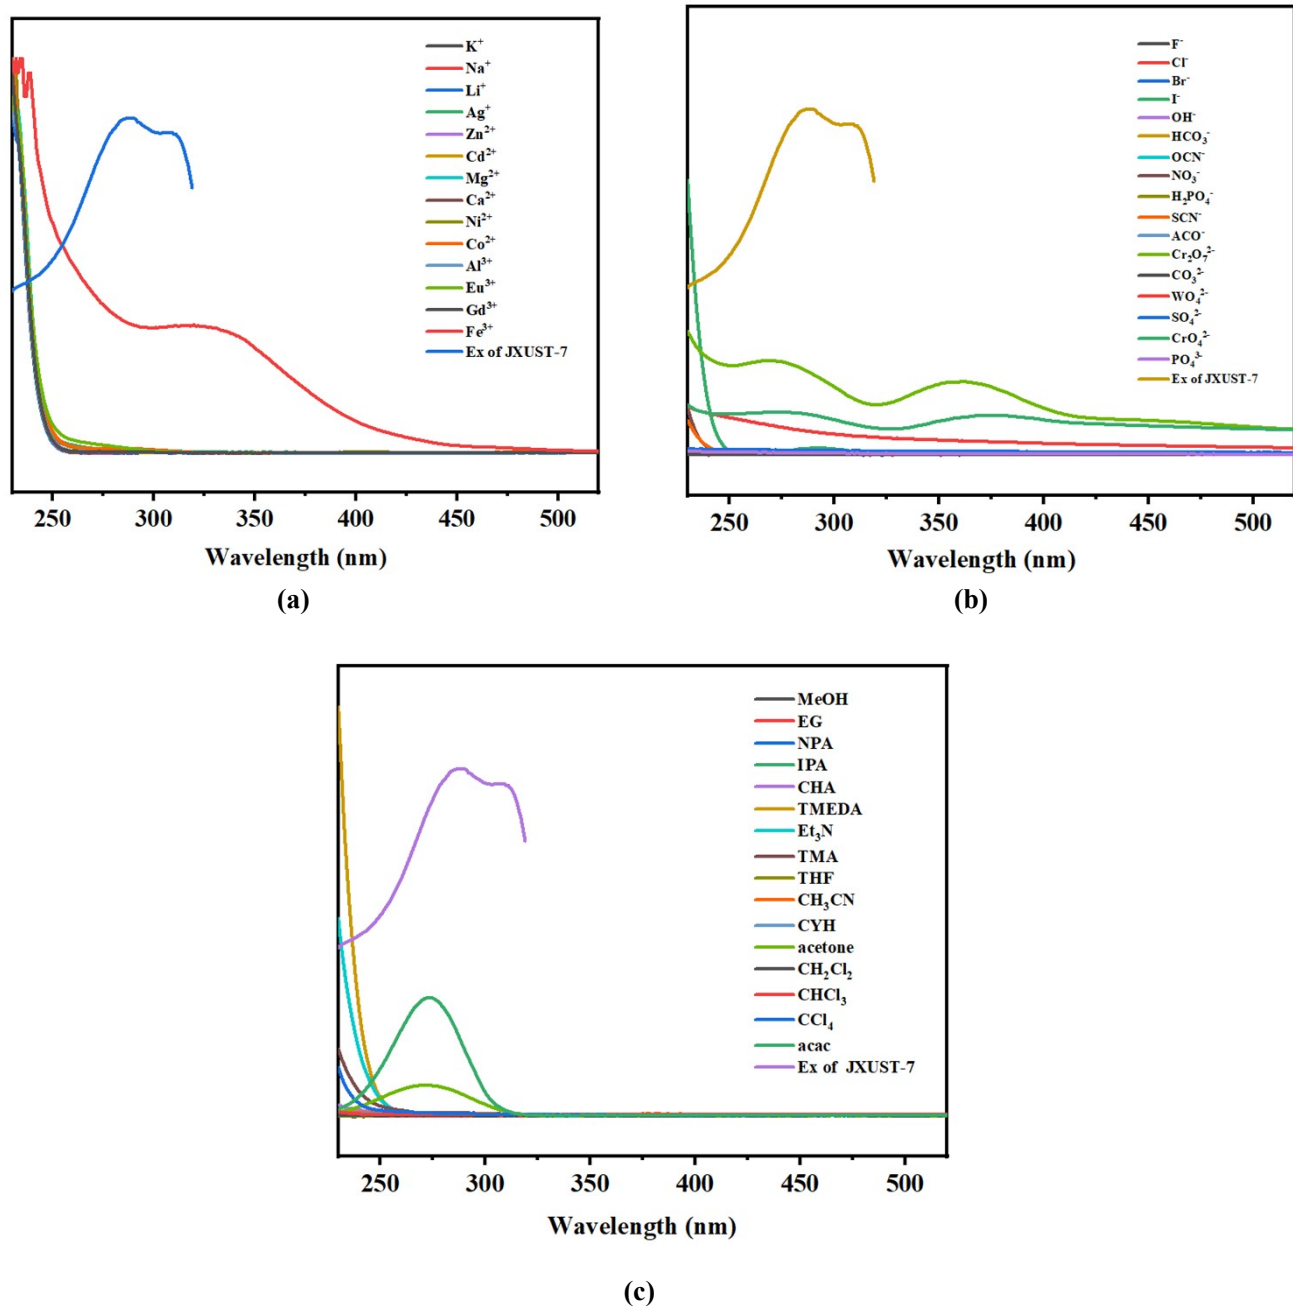 K⁺
Na⁺
Li⁺
Ag⁺
Zn²⁺
Cd²⁺
Mg²⁺
Ca²⁺
Ni²⁺
Co²⁺
Al³⁺
Eu³⁺
Gd³⁺
Fe³⁺
Ex of JXUST-7
250 300 350 400 450 500
Wavelength (nm)
(a)
F⁻
Cl⁻
Br⁻
I⁻
OH⁻
HCO₃⁻
OCN⁻
NO₃⁻
H₂PO₄⁻
SCN⁻
ACO⁻
Cr₂O₇²⁻
CO₃²⁻
WO₄²⁻
SO₄²⁻
CrO₄²⁻
PO₄³⁻
Ex of JXUST-7
250 300 350 400 450 500
Wavelength (nm)
(b)
MeOH
EG
NPA
IPA
CHA
TMEDA
Et₃N
TMA
THF
CH₃CN
CYH
acetone
CH₂Cl₂
CHCl₃
CCl₄
acac
Ex of JXUST-7
250 300 350 400 450 500
Wavelength (nm)
(c)